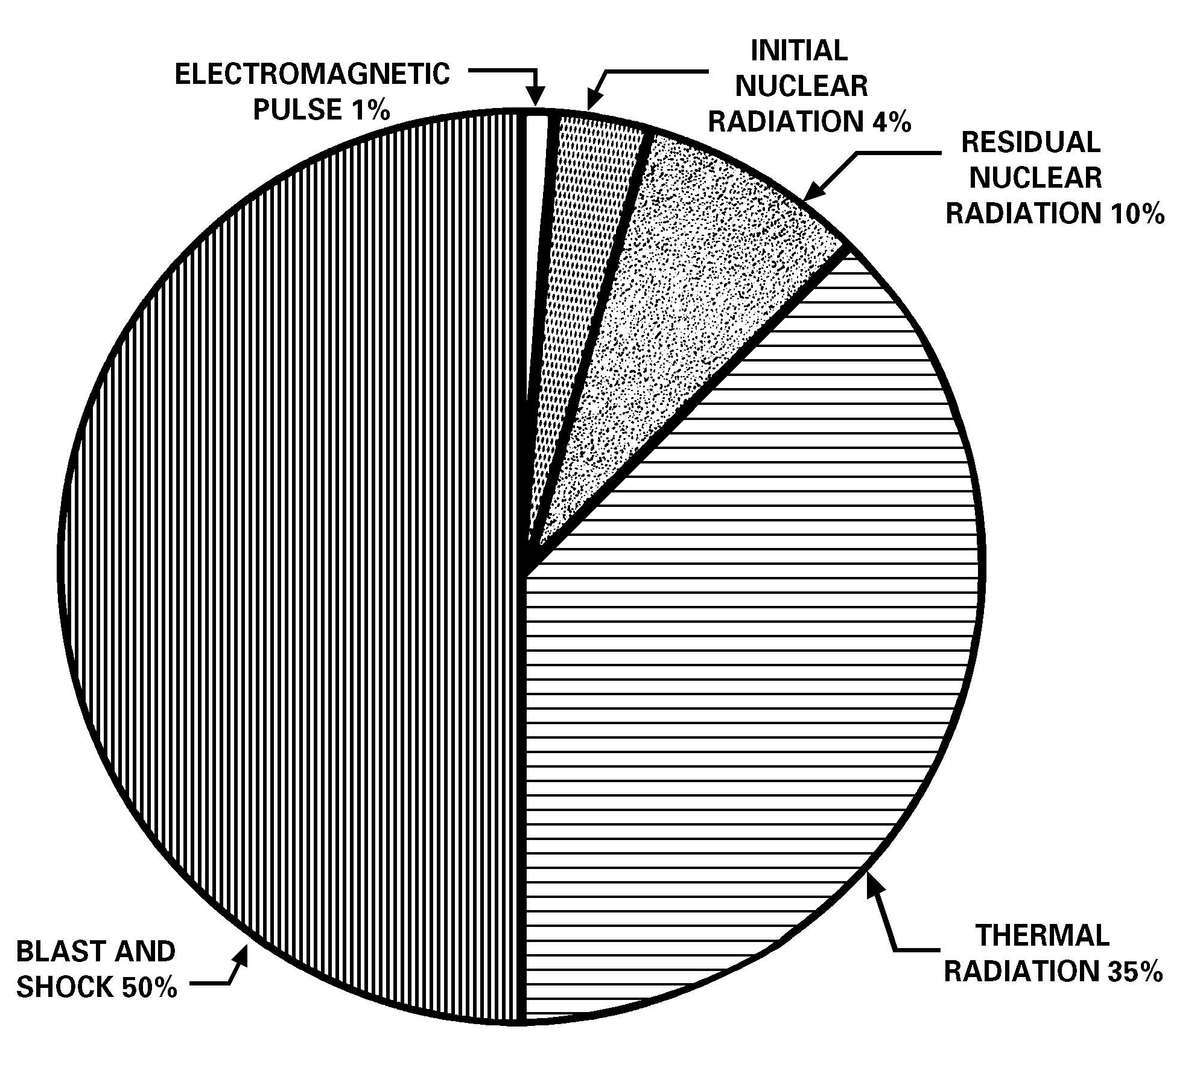 ELECTROMAGNETIC
PULSE 1%
INITIAL
NUCLEAR
RADIATION 4%
RESIDUAL
NUCLEAR
RADIATION 10%
THERMAL
RADIATION 35%
BLAST AND
SHOCK 50%